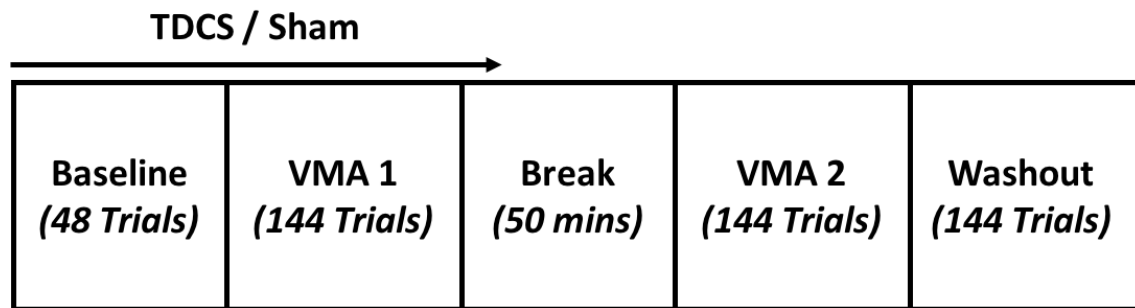 TDCS / Sham
Baseline
(48 Trials)
VMA 1
(144 Trials)
Break
(50 mins)
VMA 2
(144 Trials)
Washout
(144 Trials)